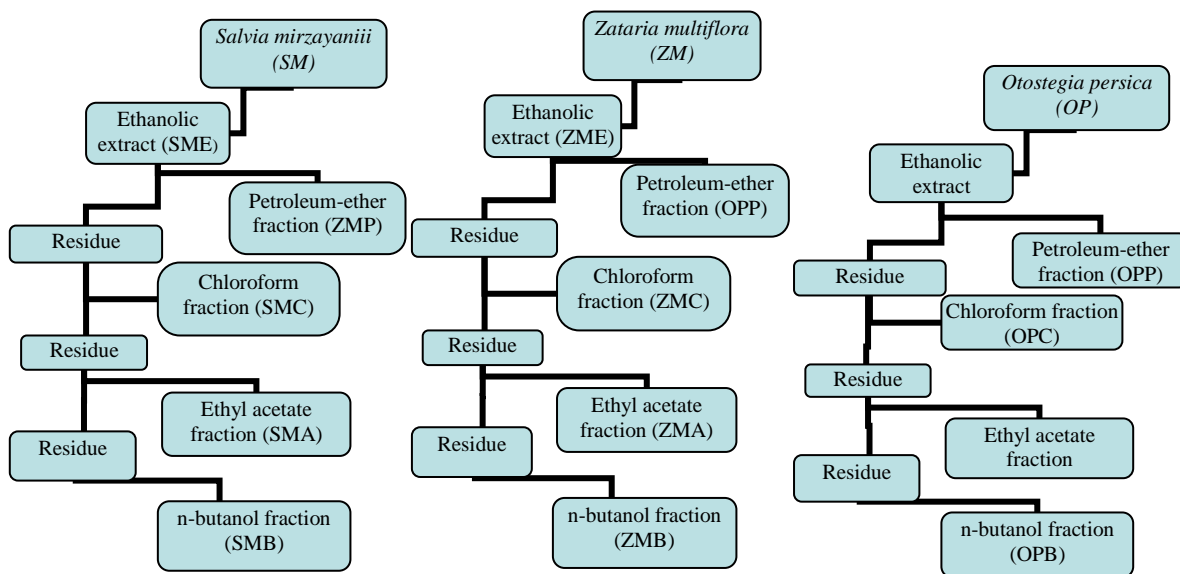 Salvia mirzayaniii
(SM)
Ethanolic
extract (SME)
Petroleum-ether
fraction (ZMP)
Residue
Chloroform
fraction (SMC)
Residue
Ethyl acetate
fraction (SMA)
Residue
n-butanol fraction
(SMB)
Zataria multiflora
(ZM)
Ethanolic
extract (ZME)
Petroleum-ether
fraction (OPP)
Residue
Chloroform
fraction (ZMC)
Residue
Ethyl acetate
fraction (ZMA)
Residue
n-butanol fraction
(ZMB)
Otostegia persica
(OP)
Ethanolic
extract
Petroleum-ether
fraction (OPP)
Residue
Chloroform fraction
(OPC)
Residue
Ethyl acetate
fraction
Residue
n-butanol fraction
(OPB)